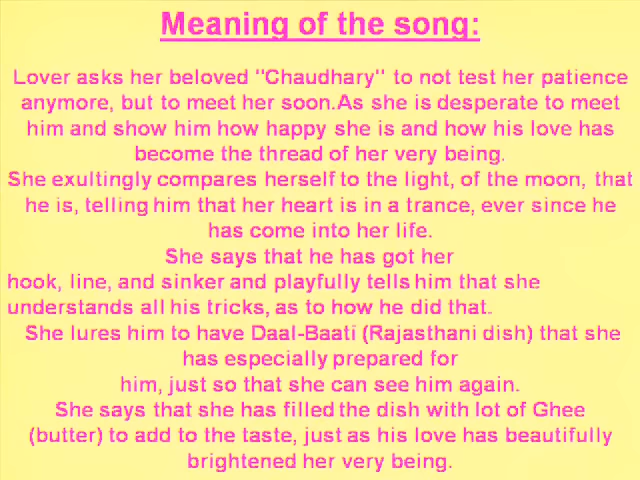 Meaning of the song:
Lover asks her beloved "Chaudhary" to not test her patience
anymore, but to meet her soon.As she is desperate to meet
him and show him how happy she is and how his love has
become the thread of her very being.
She exultingly compares herself to the light, of the moon, that
he is, telling him that her heart is in a trance, ever since he
has come into her life.
She says that he has got her
hook, line, and sinker and playfully tells him that she
understands all his tricks, as to how he did that.
She lures him to have Daal-Baati (Rajasthani dish) that she
has especially prepared for
him, just so that she can see him again.
She says that she has filled the dish with lot of Ghee
(butter) to add to the taste, just as his love has beautifully
brightened her very being.